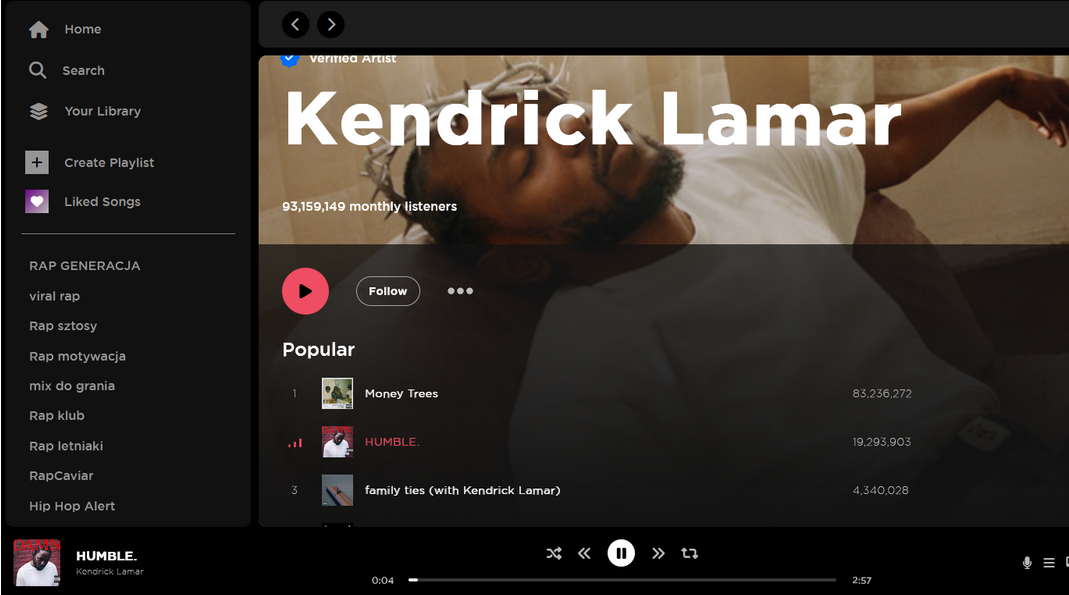 Home
Search
Your Library
Create Playlist
Liked Songs
RAP GENERACJA
viral rap
Rap sztosy
Rap motywacja
mix do grania
Rap klub
Rap letniaki
RapCaviar
Hip Hop Alert
Verified Artist
Kendrick Lamar
93,159,149 monthly listeners
Follow
Popular
1 Money Trees 83,236,272
HUMBLE. 19,293,903
3 family ties (with Kendrick Lamar) 4,340,028
HUMBLE.
Kendrick Lamar
0:04 2:57